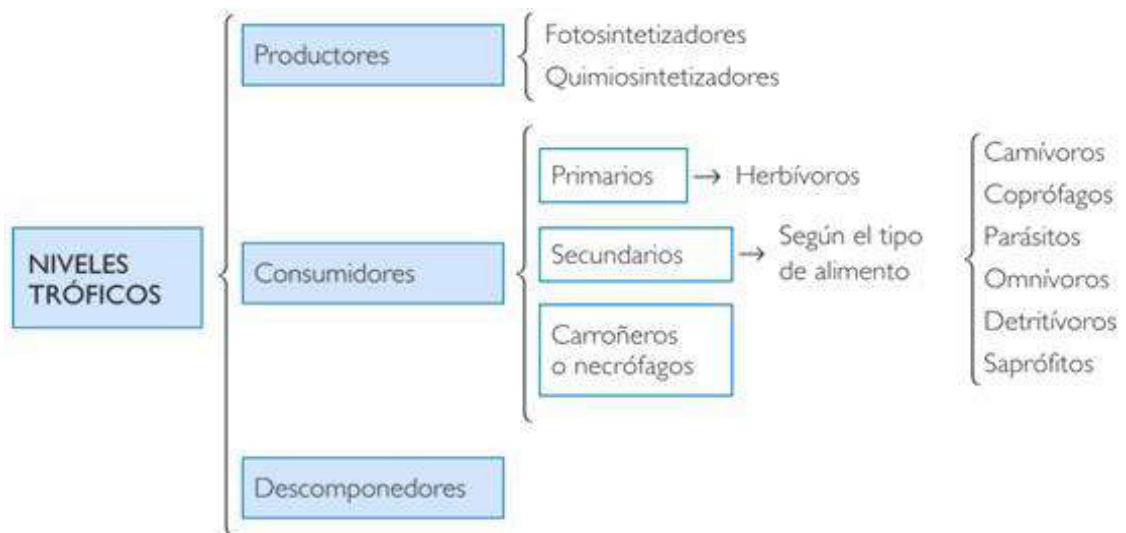 NIVELES
TRÓFICOS
Productores
Fotosintetizadores
Quimiosintetizadores
Consumidores
Primarios
Herbívoros
Secundarios
Según el tipo
de alimento
Carnívoros
Coprófagos
Parásitos
Omnívoros
Detritívoros
Saprófitos
Carroñeros
o necrófagos
Descomponedores